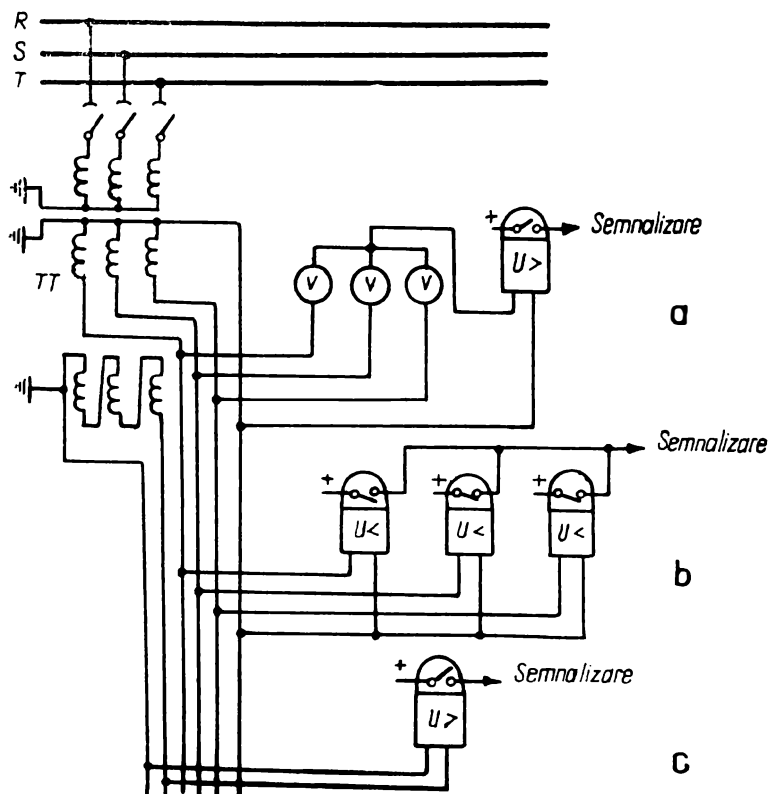 R
S
T
+ Semnalizare
U>
V V V
TT
a
Semnalizare
+ + +
U< U< U<
b
+ Semnalizare
U>
c